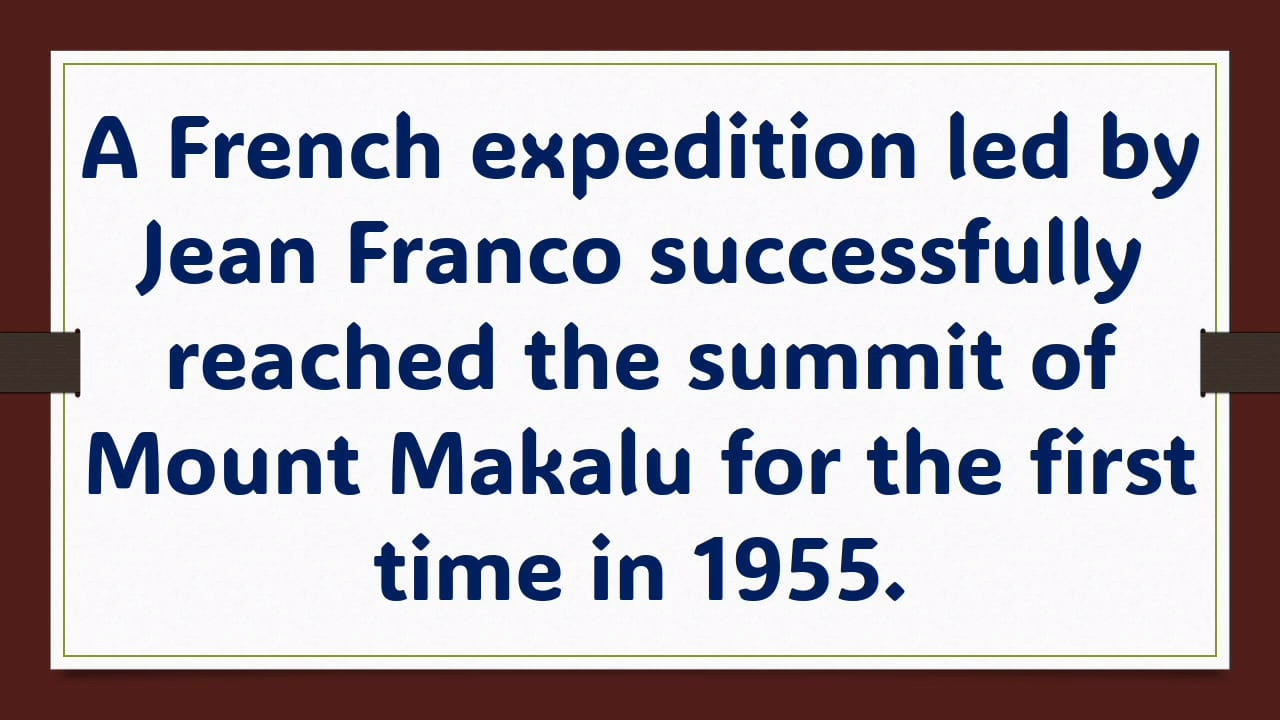 A French expedition led by
Jean Franco successfully
reached the summit of
Mount Makalu for the first
time in 1955.